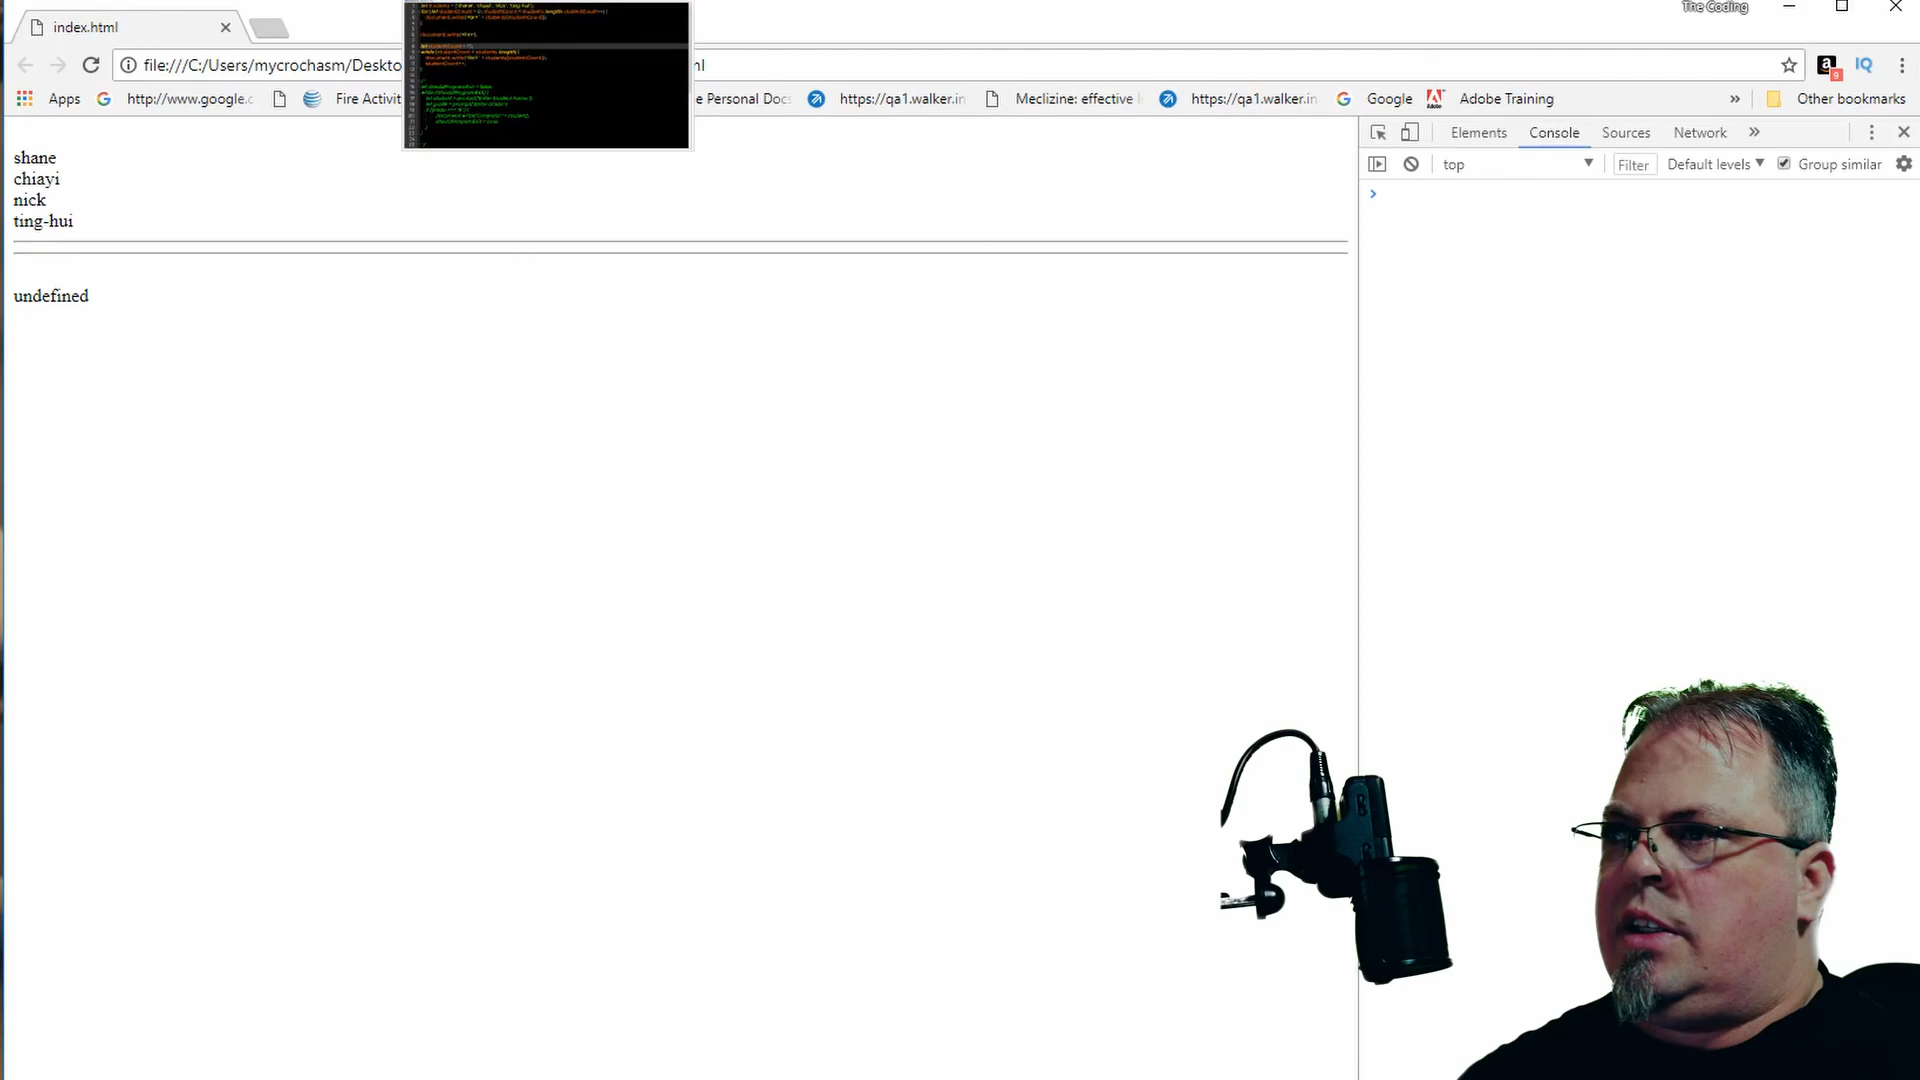 index.html
The Coding
file:///C:/Users/mycrochasm/Deskto
ml
Apps
http://www.google.c
Fire Activit
e Personal Docs
https://qa1.walker.in
Meclizine: effective
https://qa1.walker.in
Google
Adobe Training
»
Other bookmarks
9
Elements
Console
Sources
Network
»
top
Filter
Default levels
Group similar
shane
chiayi
nick
ting-hui
undefined